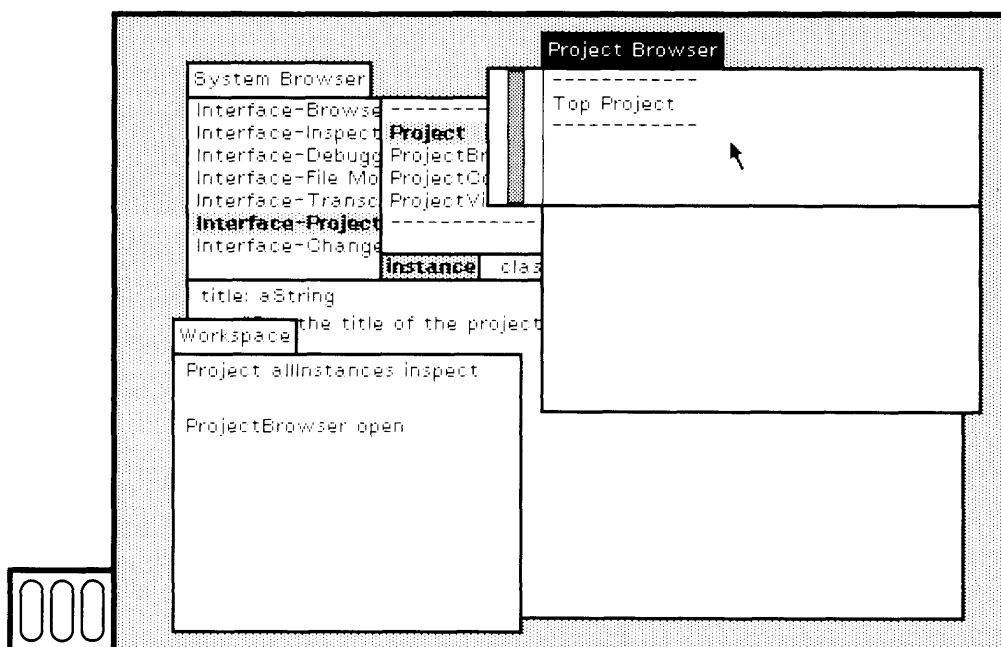 Project Browser
------------
Top Project
------------
System Browser
Interface-Browse
Interface-Inspect
Interface-Debugg
Interface-File Mo
Interface-Transc
Interface-Project
Interface-Change
--------
Project
ProjectBr
ProjectCo
ProjectVi
------------
instance clas
title: aString
the title of the project
Workspace
Project allInstances inspect
ProjectBrowser open